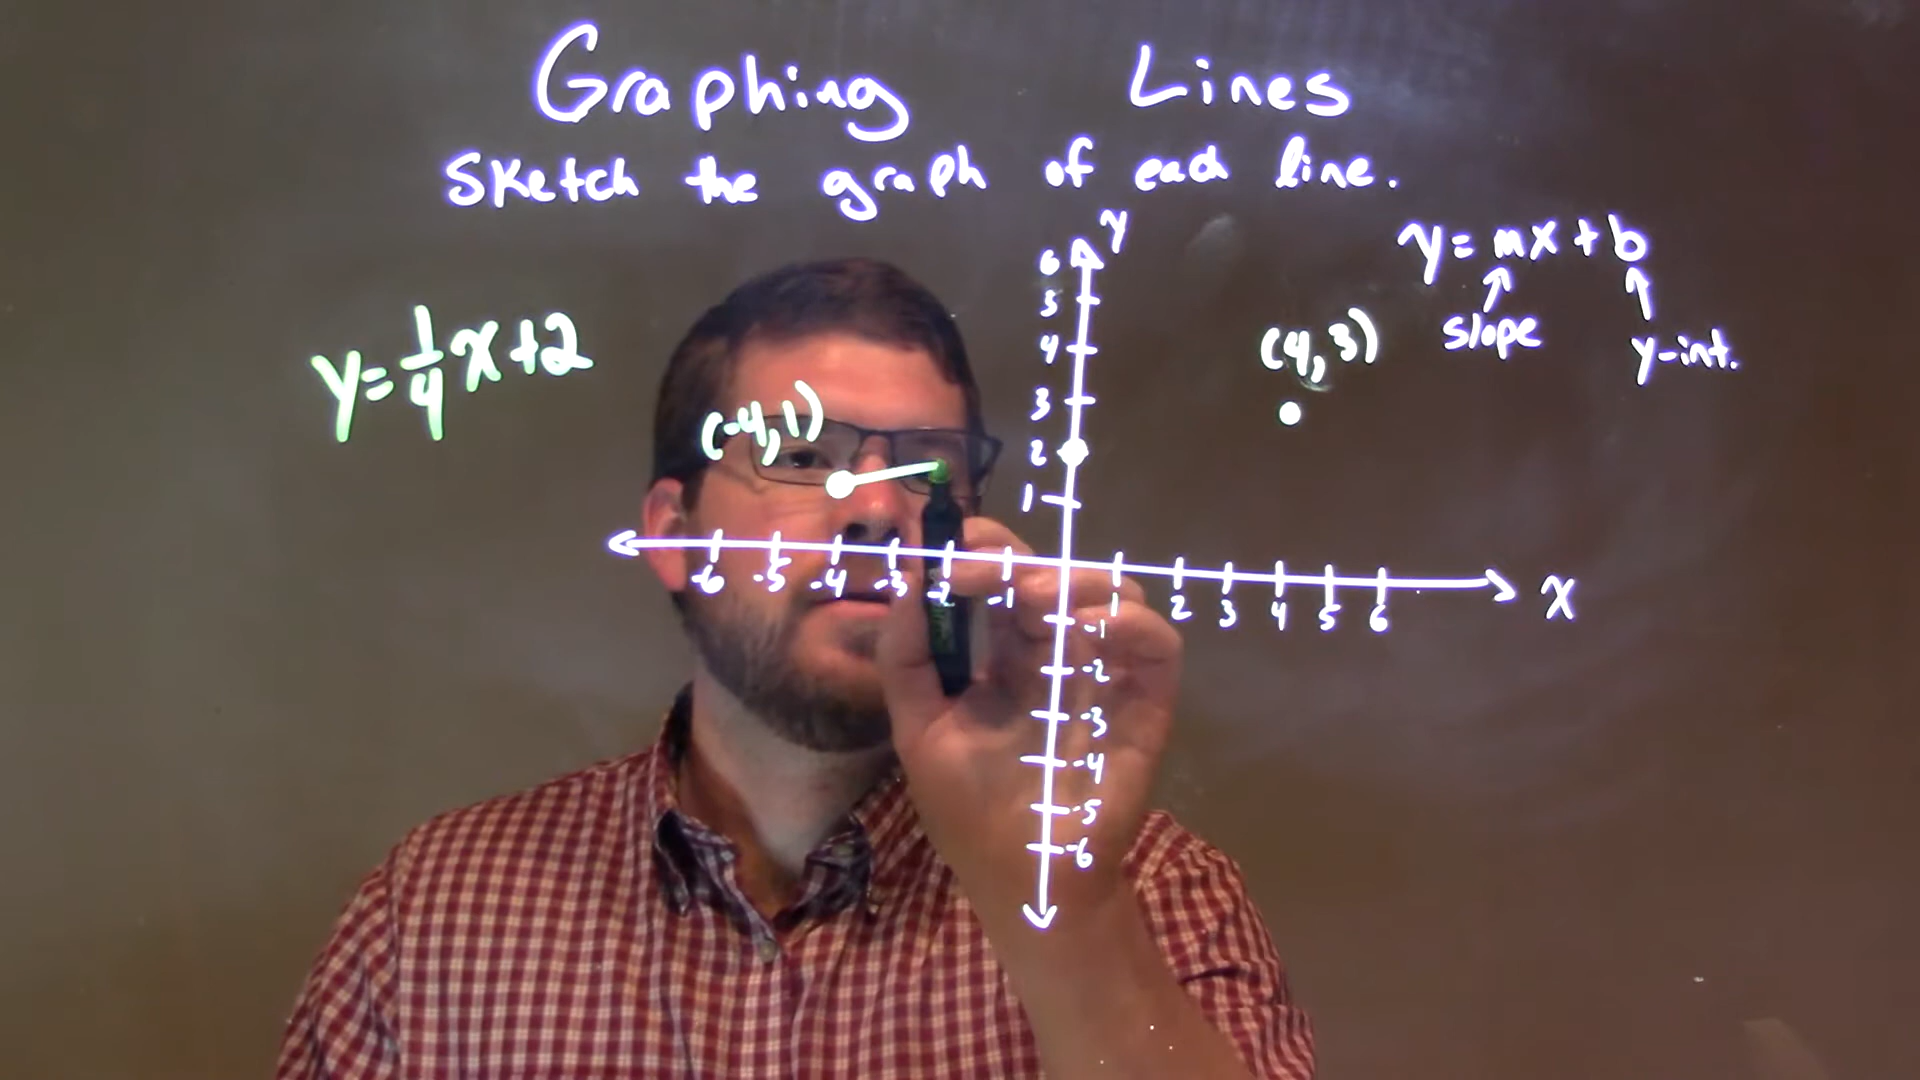 Graphing Lines
Sketch the graph of each line.
y = mx + b
slope
y-int.
y = 1/4 x + 2
(-4, 1)
(4, 3)
y
6
5
4
3
2
1
-6 -5 -4 -3 -2 -1 1 2 3 4 5 6
x
-1
-2
-3
-4
-5
-6